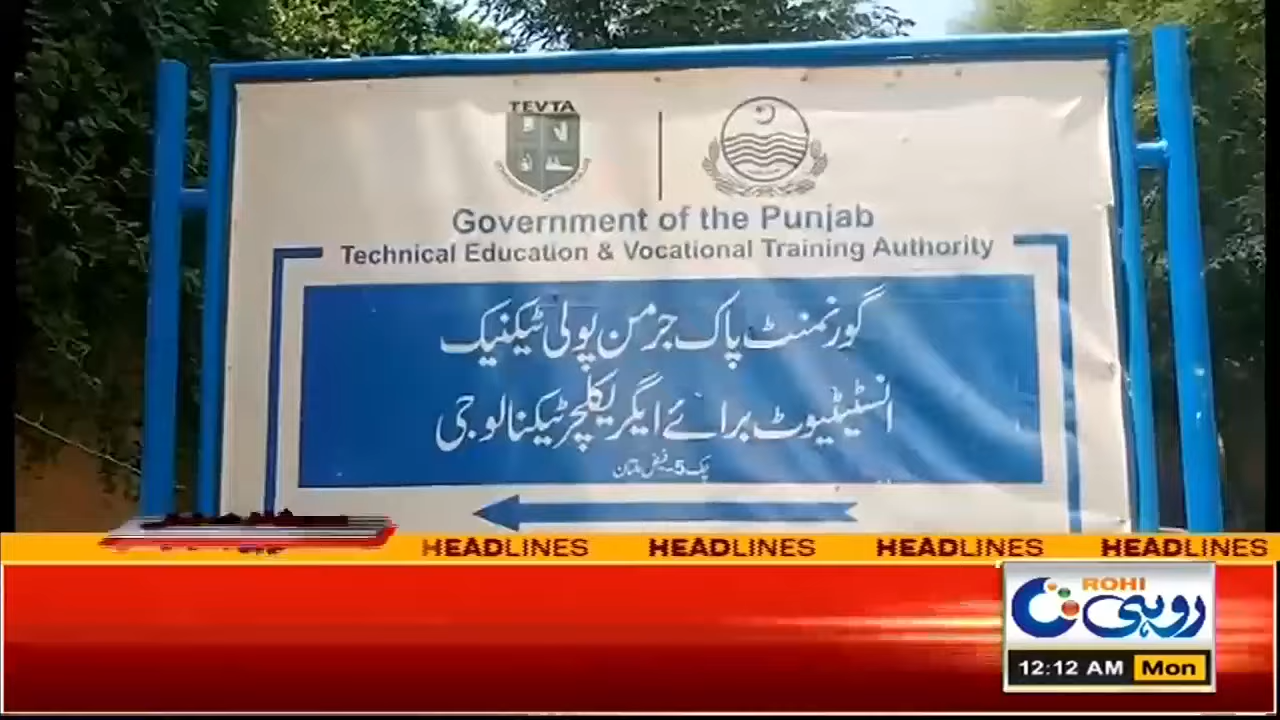 TEVTA
Government of the Punjab
Technical Education & Vocational Training Authority
گورنمنٹ پاک جرمن پولی ٹیکنیک
انسٹیٹیوٹ برائے ایگریکلچر ٹیکنالوجی
چک 5-فیض ملتان
HEADLINES HEADLINES HEADLINES HEADLINES
ROHI
روہی
12:12 AM Mon